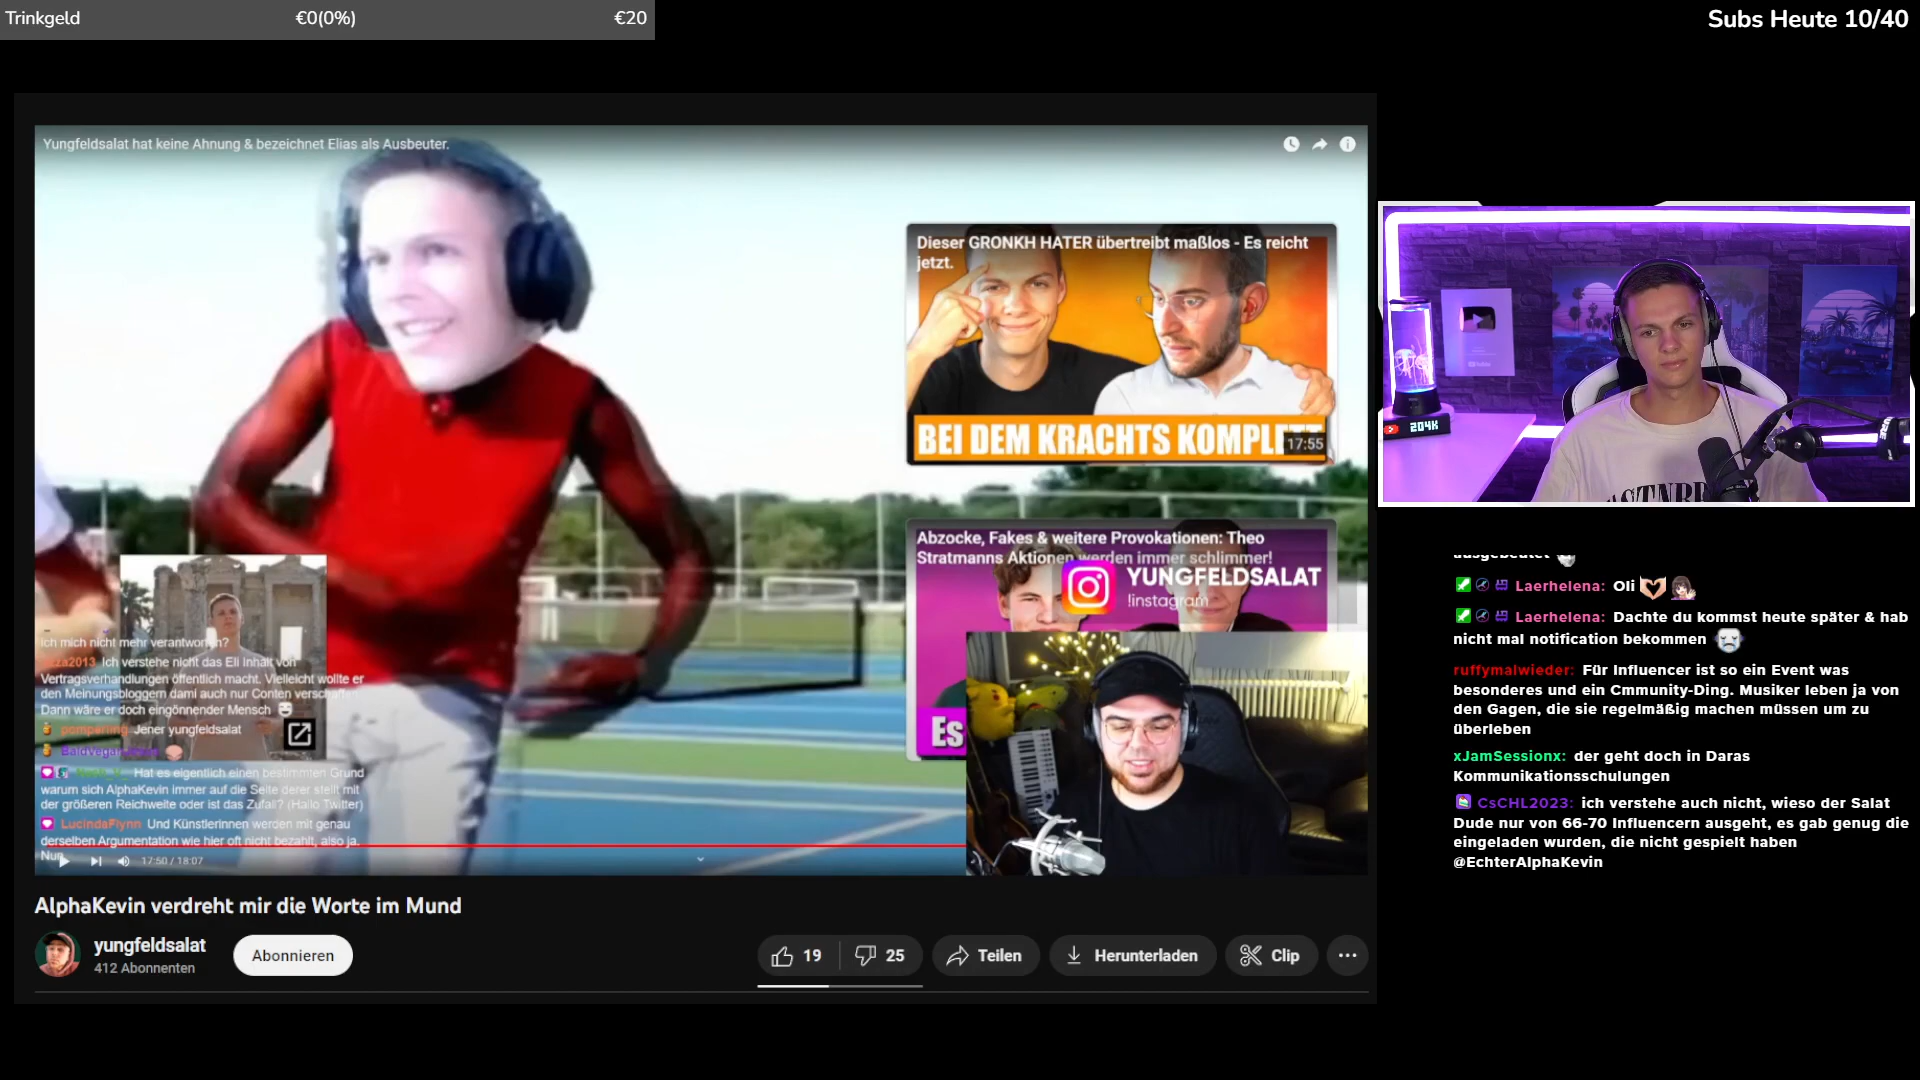 Trinkgeld €0(0%) €20
Subs Heute 10/40
Yungfeldsalat hat keine Ahnung & bezeichnet Elias als Ausbeuter.
Dieser GRONKH HATER übertreibt maßlos - Es reicht
jetzt.
BEI DEM KRACHTS KOMPLETT
17:55
Abzocke, Fakes & weitere Provokationen: Theo
Stratmanns Aktionen werden immer schlimmer!
YUNGFELDSALAT
!instagram
Es
ich mich nicht mehr verantworten?
Ich verstehe nicht das Eli Inhalt von
Vertragsverhandlungen öffentlich macht. Vielleicht wollte er
den Meinungsbloggern dami auch nur Conten verschaffe
Dann wäre er doch eingönnender Mensch
Jener yungfeldsalat
Hat es eigentlich einen bestimmten Grund
warum sich AlphaKevin immer auf die Seite derer stellt mit
der größeren Reichweite oder ist das Zufall? (Hallo Twitter)
LucindaFlynn Und Künstlerinnen werden mit genau
derselben Argumentation wie hier oft nicht bezahlt, also ja.
Nun
17:50 / 18:07
204K
AlphaKevin verdreht mir die Worte im Mund
yungfeldsalat
412 Abonnenten
Abonnieren
19 25 Teilen Herunterladen Clip
ausgebeutet
Laerhelena: Oli
Laerhelena: Dachte du kommst heute später & hab
nicht mal notification bekommen
ruffymalwieder: Für Influencer ist so ein Event was
besonderes und ein Cmmunity-Ding. Musiker leben ja von
den Gagen, die sie regelmäßig machen müssen um zu
überleben
xJamSessionx: der geht doch in Daras
Kommunikationsschulungen
CsCHL2023: ich verstehe auch nicht, wieso der Salat
Dude nur von 66-70 Influencern ausgeht, es gab genug die
eingeladen wurden, die nicht gespielt haben
@EchterAlphaKevin